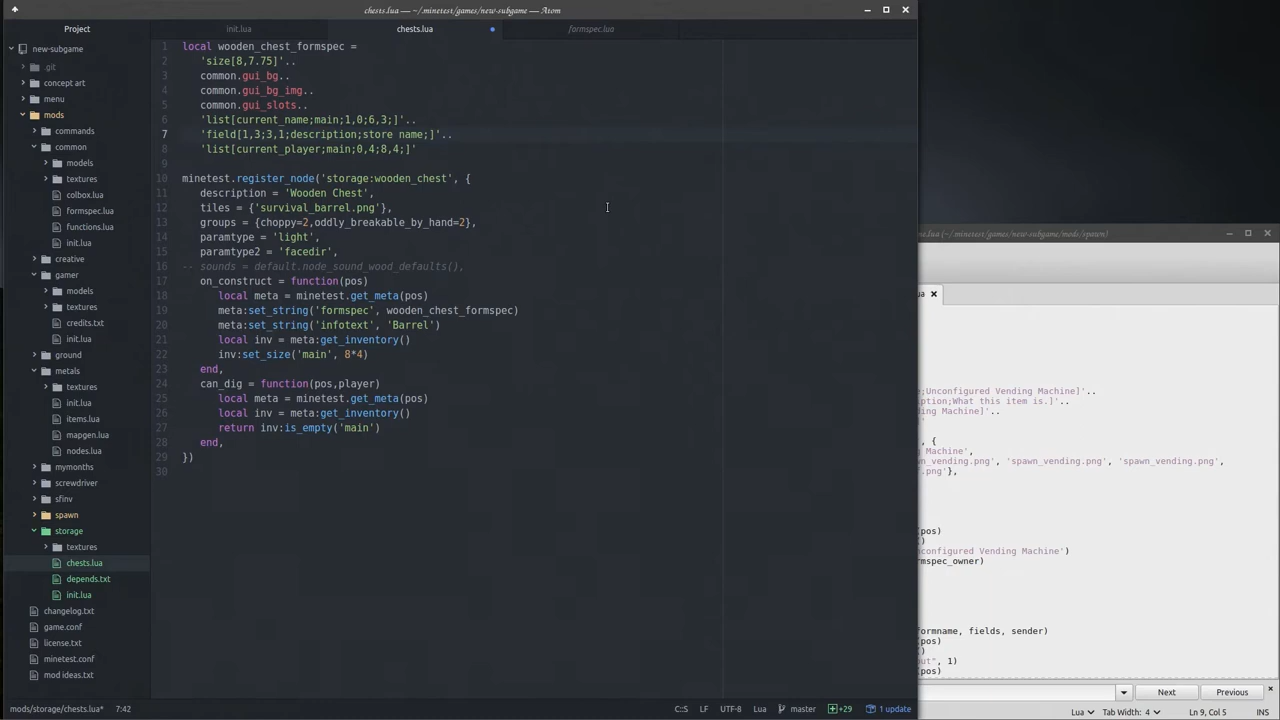 chests.lua — ~/.minetest/games/new-subgame — Atom
Project
init.lua
chests.lua
formspec.lua
new-subgame
.git
concept art
menu
mods
commands
common
models
textures
colbox.lua
formspec.lua
functions.lua
init.lua
creative
gamer
models
textures
credits.txt
init.lua
ground
metals
textures
init.lua
items.lua
mapgen.lua
nodes.lua
mymonths
screwdriver
sfinv
spawn
storage
textures
chests.lua
depends.txt
init.lua
changelog.txt
game.conf
license.txt
minetest.conf
mod ideas.txt
1 local wooden_chest_formspec =
2 'size[8,7.75]'..
3 common.gui_bg..
4 common.gui_bg_img..
5 common.gui_slots..
6 'list[current_name;main;1,0;6,3;]'..
7 'field[1,3;3,1;description;store name;]'..
8 'list[current_player;main;0,4;8,4;]'
9
10 minetest.register_node('storage:wooden_chest', {
11 description = 'Wooden Chest',
12 tiles = {'survival_barrel.png'},
13 groups = {choppy=2,oddly_breakable_by_hand=2},
14 paramtype = 'light',
15 paramtype2 = 'facedir',
16 -- sounds = default.node_sound_wood_defaults(),
17 on_construct = function(pos)
18 local meta = minetest.get_meta(pos)
19 meta:set_string('formspec', wooden_chest_formspec)
20 meta:set_string('infotext', 'Barrel')
21 local inv = meta:get_inventory()
22 inv:set_size('main', 8*4)
23 end,
24 can_dig = function(pos,player)
25 local meta = minetest.get_meta(pos)
26 local inv = meta:get_inventory()
27 return inv:is_empty('main')
28 end,
29 })
30
mods/storage/chests.lua* 7:42
C::S LF UTF-8 Lua master +29 1 update
ne.lua (~/.minetest/games/new-subgame/mods/spawn)
ua
e;Unconfigured Vending Machine]'..
ption;What this item is.]'..
ding Machine]'..
'
, {
g Machine',
wn_vending.png', 'spawn_vending.png', 'spawn_vending.png',
g'},
(pos)
()
nconfigured Vending Machine')
rmspec_owner)
formname, fields, sender)
(pos)
()
put", 1)
(pos)
Next Previous
Lua Tab Width: 4 Ln 9, Col 5 INS